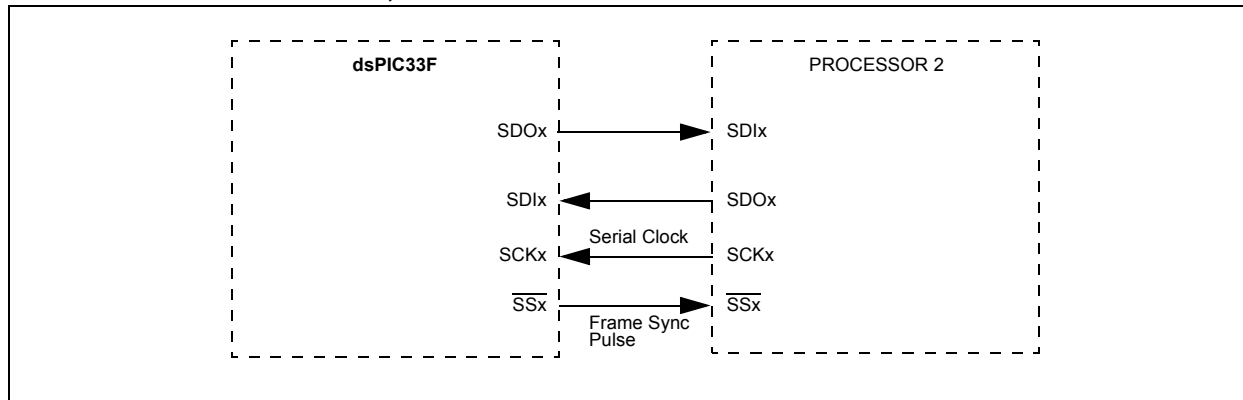 dsPIC33F
PROCESSOR 2
SDOx
SDIx
SDIx
SDOx
Serial Clock
SCKx
SCKx
SSx
SSx
Frame Sync
Pulse